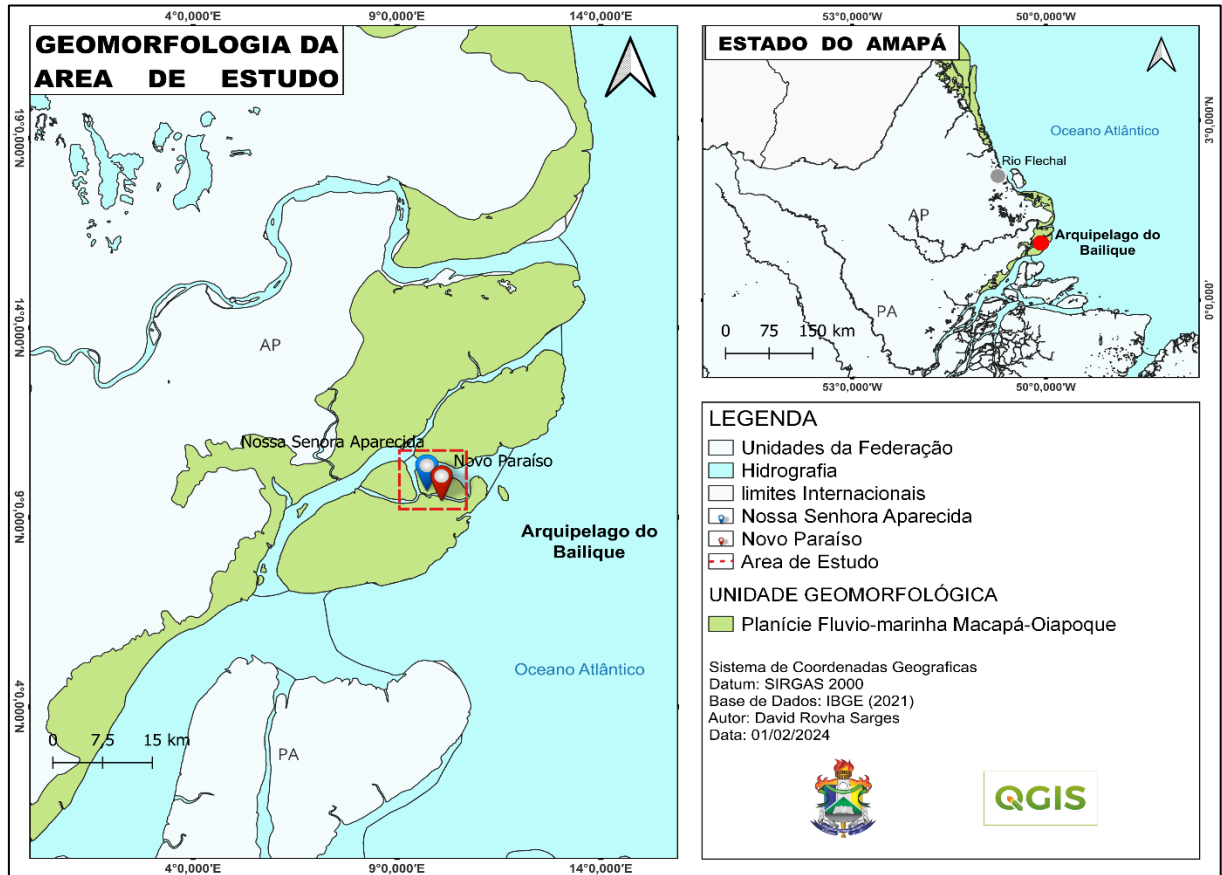 GEOMORFOLOGIA DA
AREA DE ESTUDO
4°0,000'E
9°0,000'E
14°0,000'E
19°0,000'N
14°0,000'N
9°0,000'N
4°0,000'N
AP
Nossa Senora Aparecida
Novo Paraíso
Arquipelago do
Bailique
Oceano Atlântico
PA
0 7,5 15 km
4°0,000'E
9°0,000'E
14°0,000'E
ESTADO DO AMAPÁ
53°0,000'W
50°0,000'W
3°0,000'N
0°0,000'
Oceano Atlântico
Rio Flechal
AP
Arquipelago do
Bailique
PA
0 75 150 km
53°0,000'W
50°0,000'W
LEGENDA
Unidades da Federação
Hidrografia
limites Internacionais
Nossa Senhora Aparecida
Novo Paraíso
Area de Estudo
UNIDADE GEOMORFOLÓGICA
Planície Fluvio-marinha Macapá-Oiapoque
Sistema de Coordenadas Geograficas
Datum: SIRGAS 2000
Base de Dados: IBGE (2021)
Autor: David Rovha Sarges
Data: 01/02/2024
QGIS